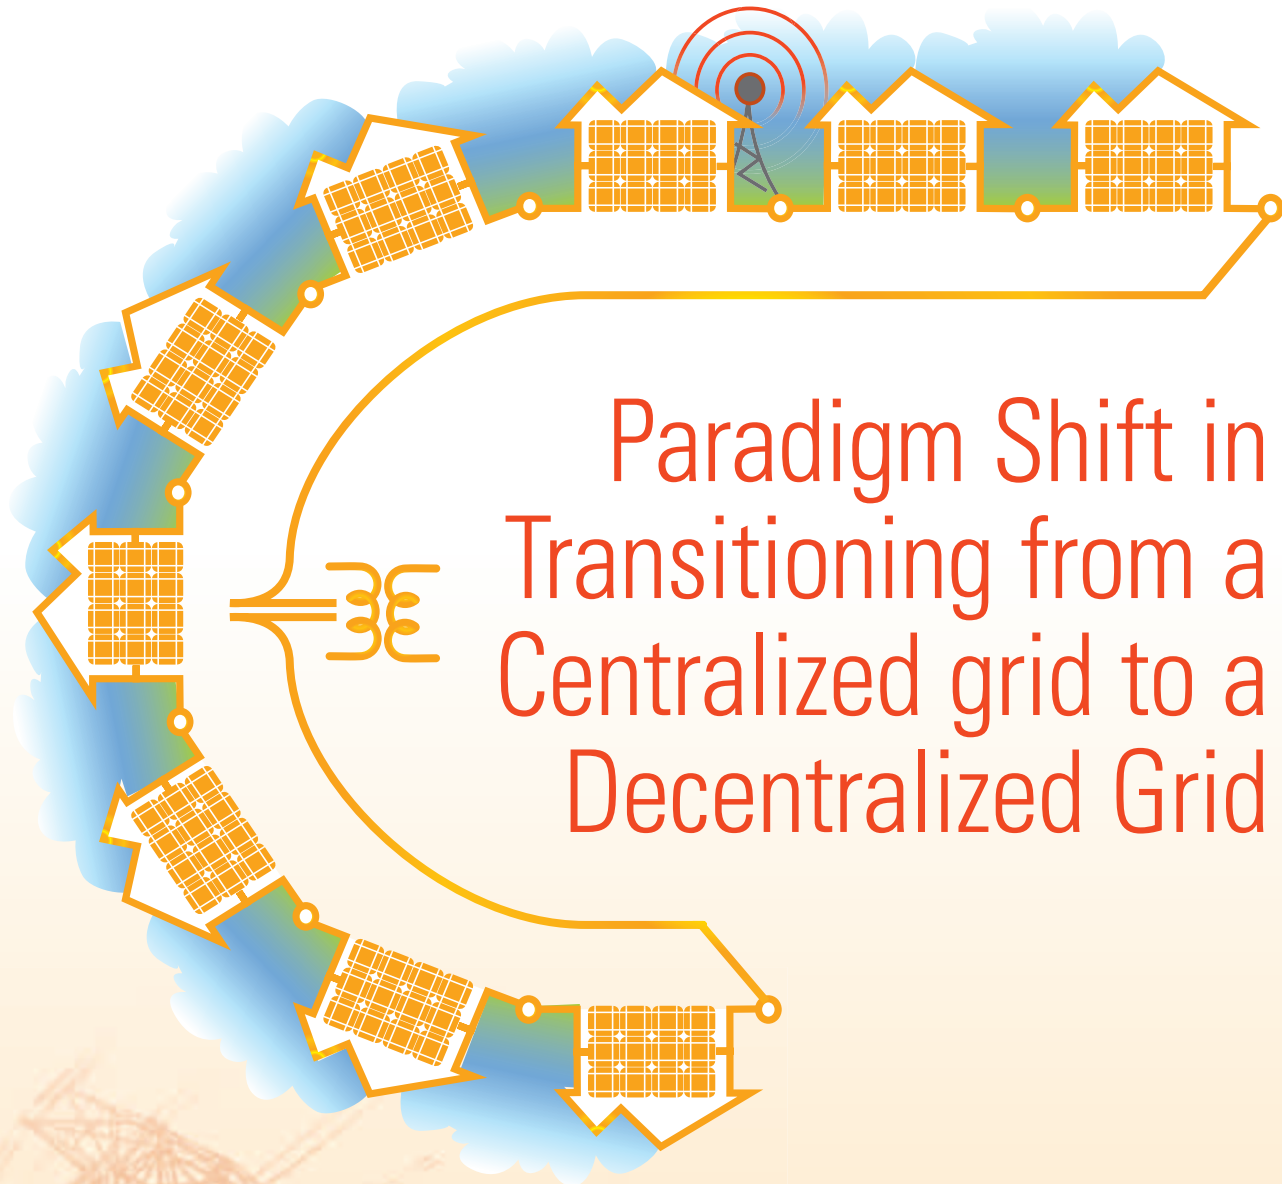 Paradigm Shift in
Transitioning from a
Centralized grid to a
Decentralized Grid